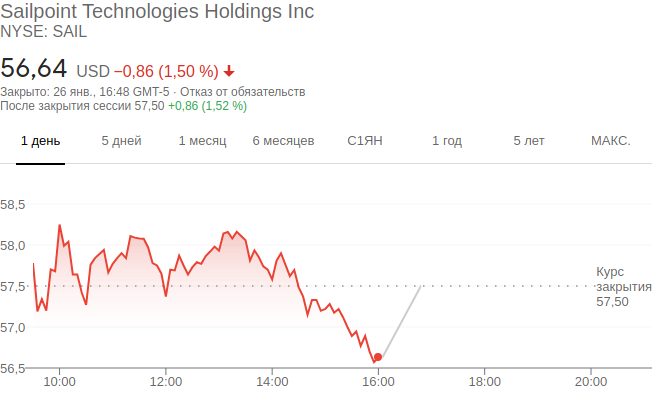 Sailpoint Technologies Holdings Inc
NYSE: SAIL
56,64 USD −0,86 (1,50 %)
Закрыто: 26 янв., 16:48 GMT-5 · Отказ от обязательств
После закрытия сессии 57,50 +0,86 (1,52 %)
1 день 5 дней 1 месяц 6 месяцев С1ЯН 1 год 5 лет МАКС.
58,5
58,0
57,5
57,0
56,5
Курс
закрытия
57,50
10:00 12:00 14:00 16:00 18:00 20:00